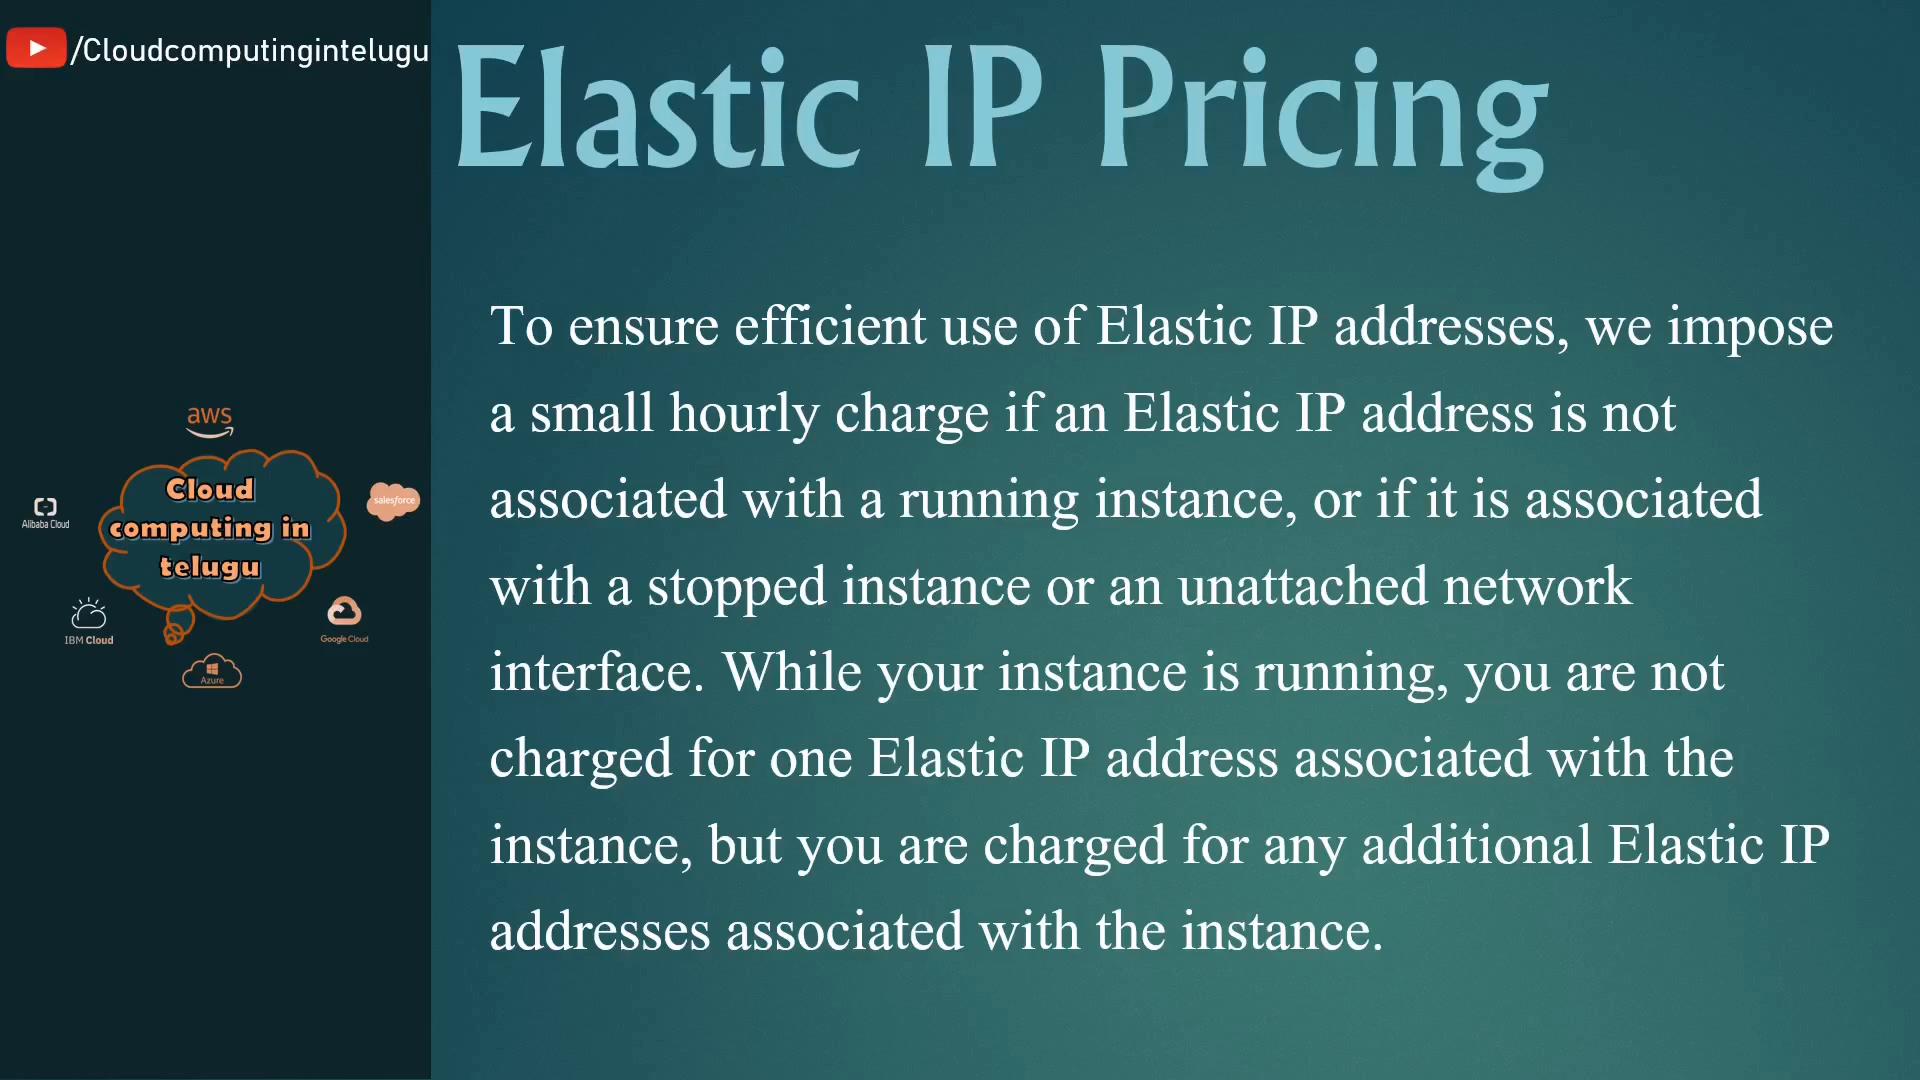 /Cloudcomputingintelugu
Elastic IP Pricing
To ensure efficient use of Elastic IP addresses, we impose
a small hourly charge if an Elastic IP address is not
associated with a running instance, or if it is associated
with a stopped instance or an unattached network
interface. While your instance is running, you are not
charged for one Elastic IP address associated with the
instance, but you are charged for any additional Elastic IP
addresses associated with the instance.
aws
Cloud
computing in
telugu
Alibaba Cloud
salesforce
IBM Cloud
Google Cloud
Azure